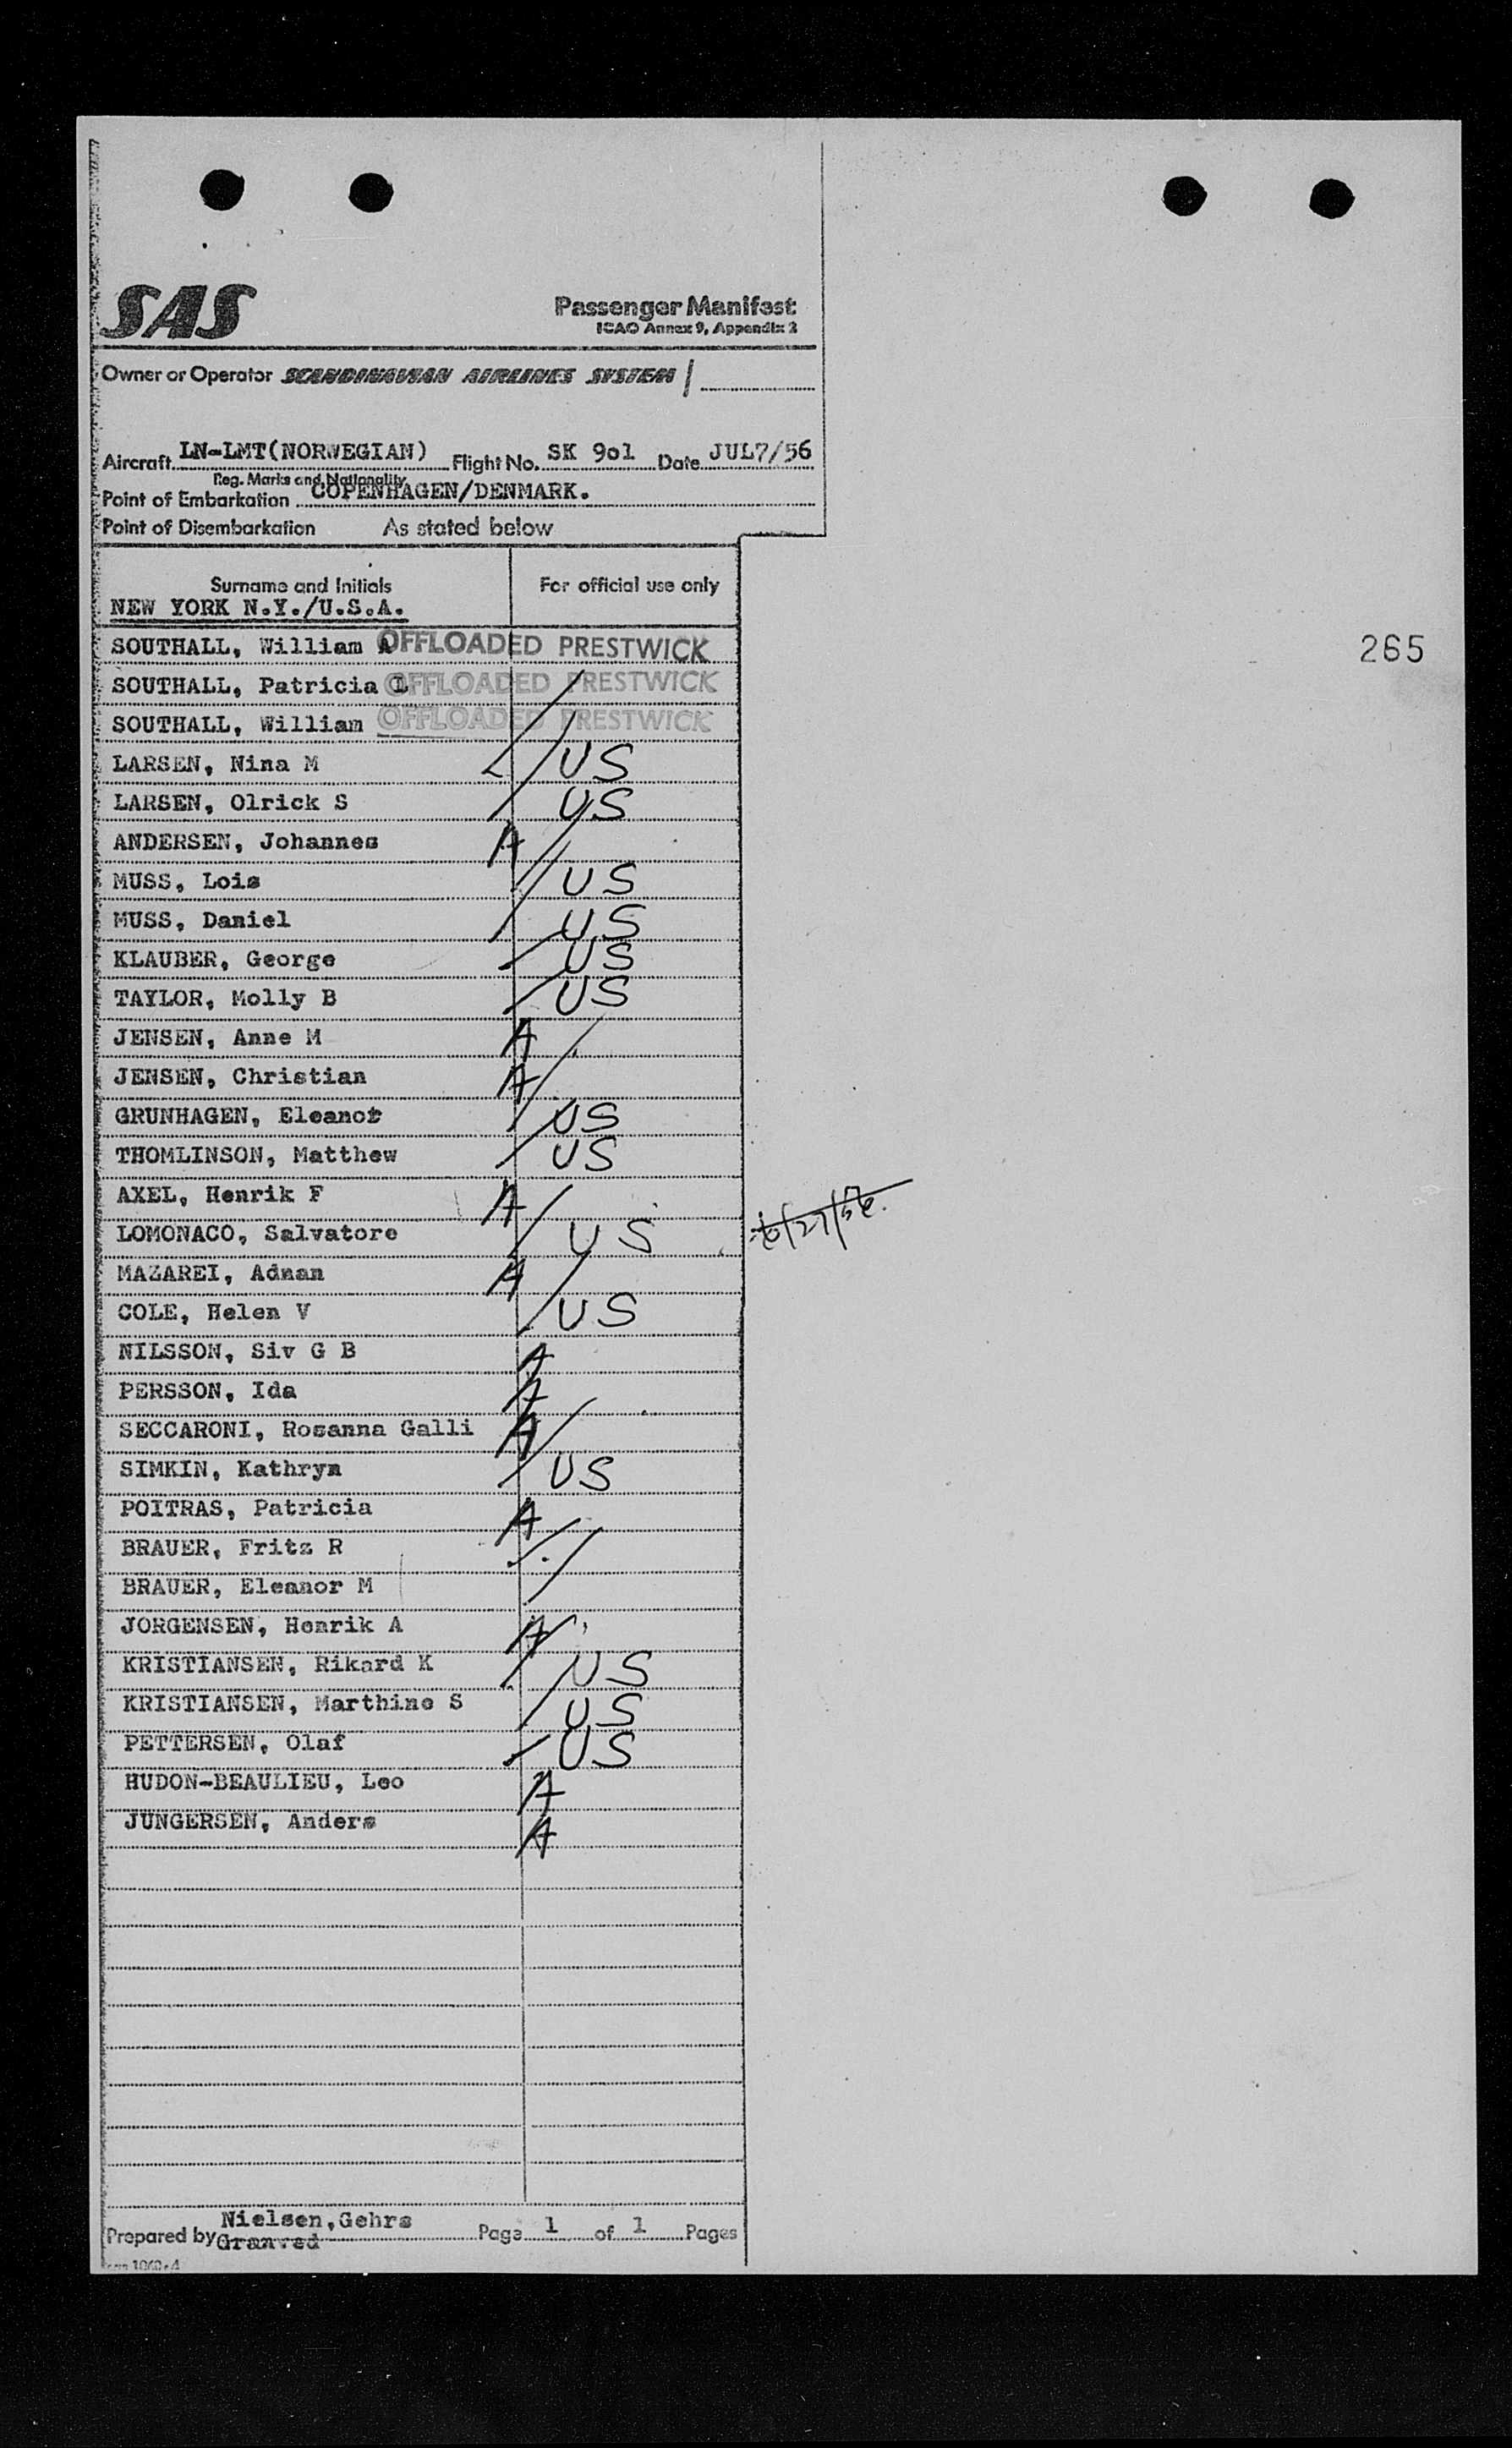 SAS
Passenger Manifest
ICAO Annex 9, Appendix 2
Owner or Operator SCANDINAVIAN AIRLINES SYSTEM /
Aircraft LN-LMT(NORWEGIAN) Flight No. SK 9o1 Date JUL7/56
Reg. Marks and Nationality
Point of Embarkation COPENHAGEN/DENMARK.
Point of Disembarkation As stated below
Surname and Initials For official use only
NEW YORK N.Y./U.S.A.
SOUTHALL, William A OFFLOADED PRESTWICK
265
SOUTHALL, Patricia L OFFLOADED PRESTWICK
SOUTHALL, William OFFLOADED PRESTWICK
LARSEN, Nina M US
LARSEN, Olrick S US
ANDERSEN, Johannes A
MUSS, Lois US
MUSS, Daniel US
KLAUBER, George US
TAYLOR, Molly B US
JENSEN, Anne M A
JENSEN, Christian A
GRUNHAGEN, Eleanor US
THOMLINSON, Matthew US
AXEL, Henrik F A
LOMONACO, Salvatore US
MAZAREI, Adnan A
COLE, Helen V US
NILSSON, Siv G B A
PERSSON, Ida A
SECCARONI, Rosanna Galli A
SIMKIN, Kathryn US
POITRAS, Patricia A
BRAUER, Fritz R
BRAUER, Eleanor M
JORGENSEN, Henrik A A
KRISTIANSEN, Rikard K US
KRISTIANSEN, Marthine S US
PETTERSEN, Olaf US
HUDON-BEAULIEU, Leo A
JUNGERSEN, Anders A
Nielsen,Gehrs
Prepared by Granvad Page 1 of 1 Pages